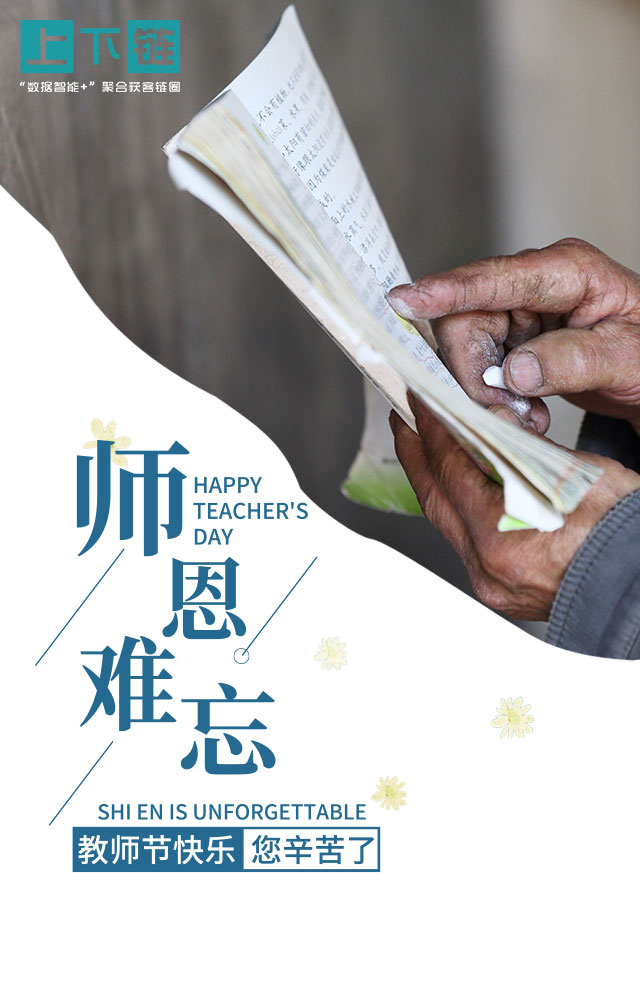 上下链
“数据智能+”聚合获客链圈
师恩难忘
HAPPY
TEACHER'S
DAY
SHI EN IS UNFORGETTABLE
教师节快乐 您辛苦了